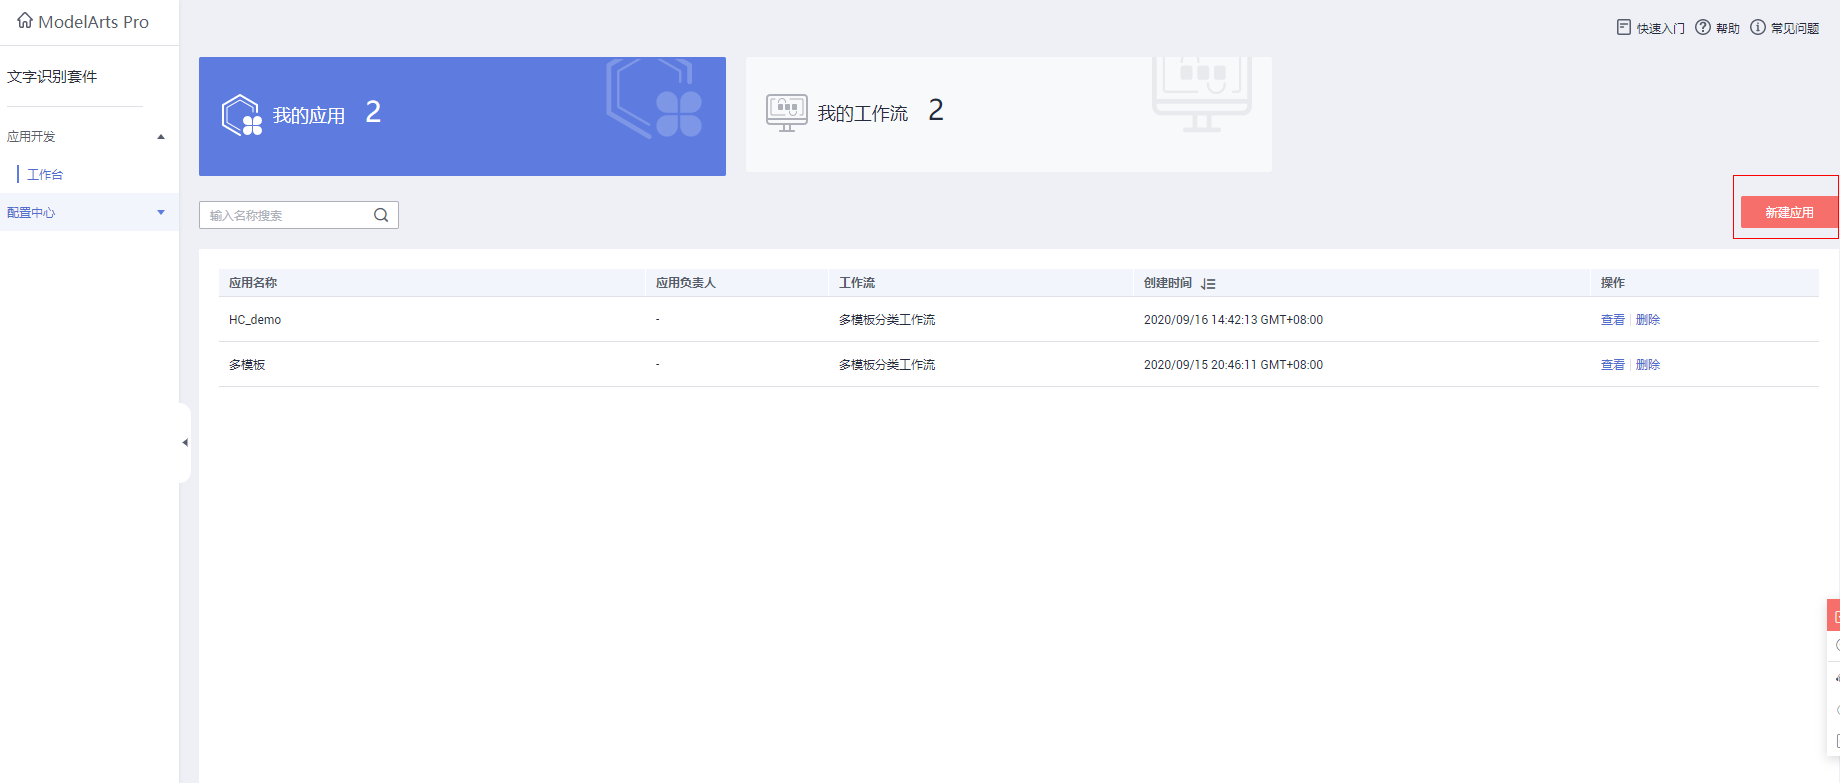 ModelArts Pro
快速入门 帮助 常见问题
文字识别套件
应用开发
工作台
配置中心
我的应用 2
我的工作流 2
输入名称搜索
新建应用
应用名称 应用负责人 工作流 创建时间 操作
HC_demo - 多模板分类工作流 2020/09/16 14:42:13 GMT+08:00 查看 删除
多模板 - 多模板分类工作流 2020/09/15 20:46:11 GMT+08:00 查看 删除